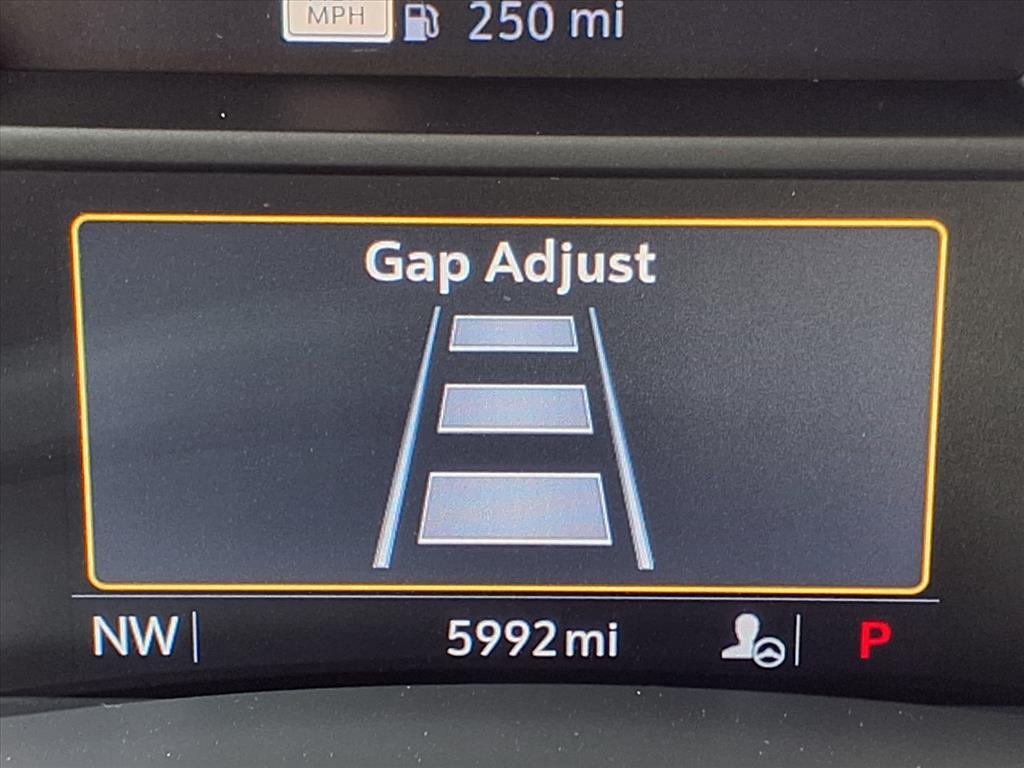 MPH 250 mi
Gap Adjust
NW 5992 mi P